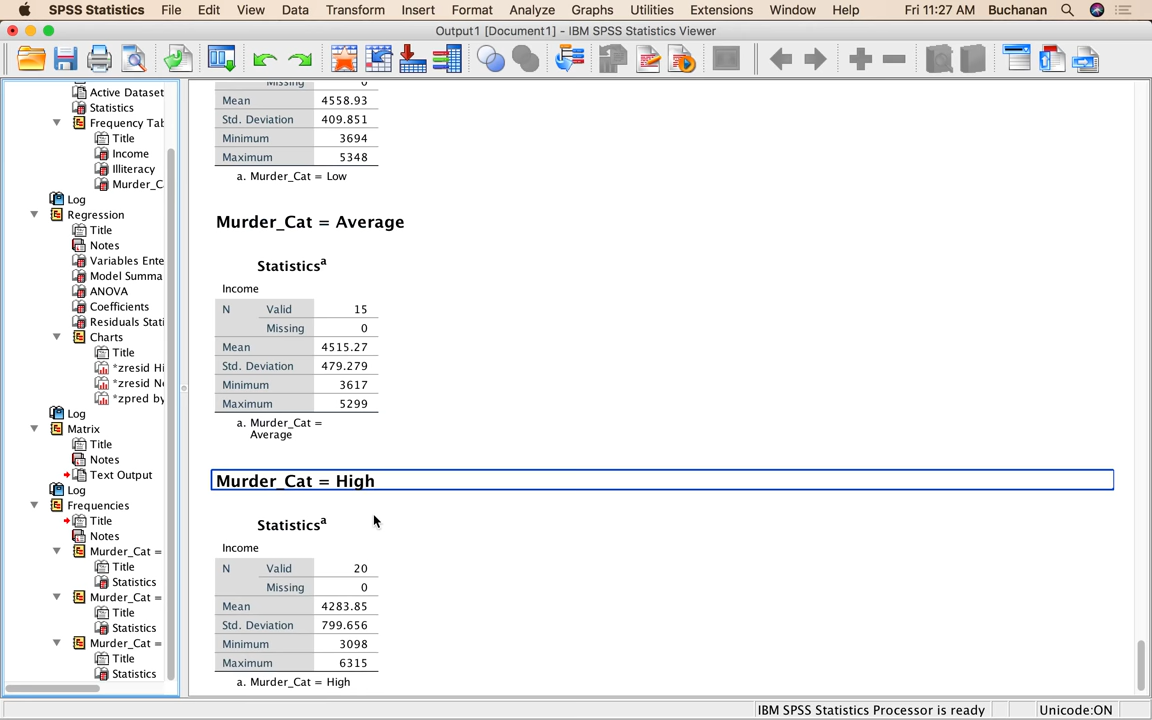 SPSS Statistics File Edit View Data Transform Insert Format Analyze Graphs Utilities Extensions Window Help Fri 11:27 AM Buchanan
Output1 [Document1] - IBM SPSS Statistics Viewer
Active Dataset
Statistics
Frequency Tab
Title
Income
Illiteracy
Murder_C
Log
Regression
Title
Notes
Variables Ente
Model Summa
ANOVA
Coefficients
Residuals Stati
Charts
Title
*zresid Hi
*zresid N
*zpred by
Log
Matrix
Title
Notes
Text Output
Log
Frequencies
Title
Notes
Murder_Cat =
Title
Statistics
Murder_Cat =
Title
Statistics
Murder_Cat =
Title
Statistics
Missing 0
Mean 4558.93
Std. Deviation 409.851
Minimum 3694
Maximum 5348
a. Murder_Cat = Low
Murder_Cat = Average
Statisticsa
Income
N Valid 15
Missing 0
Mean 4515.27
Std. Deviation 479.279
Minimum 3617
Maximum 5299
a. Murder_Cat =
Average
Murder_Cat = High
Statisticsa
Income
N Valid 20
Missing 0
Mean 4283.85
Std. Deviation 799.656
Minimum 3098
Maximum 6315
a. Murder_Cat = High
IBM SPSS Statistics Processor is ready Unicode:ON